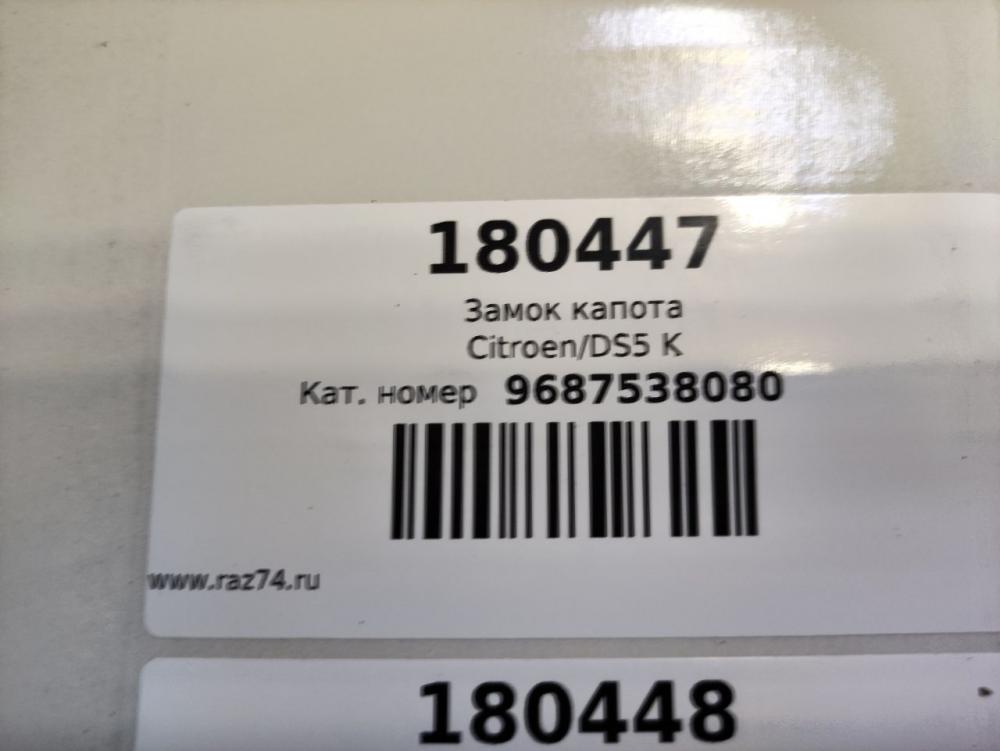 180447
Замок капота
Citroen/DS5 K
Кат. номер 9687538080
www.raz74.ru
180448